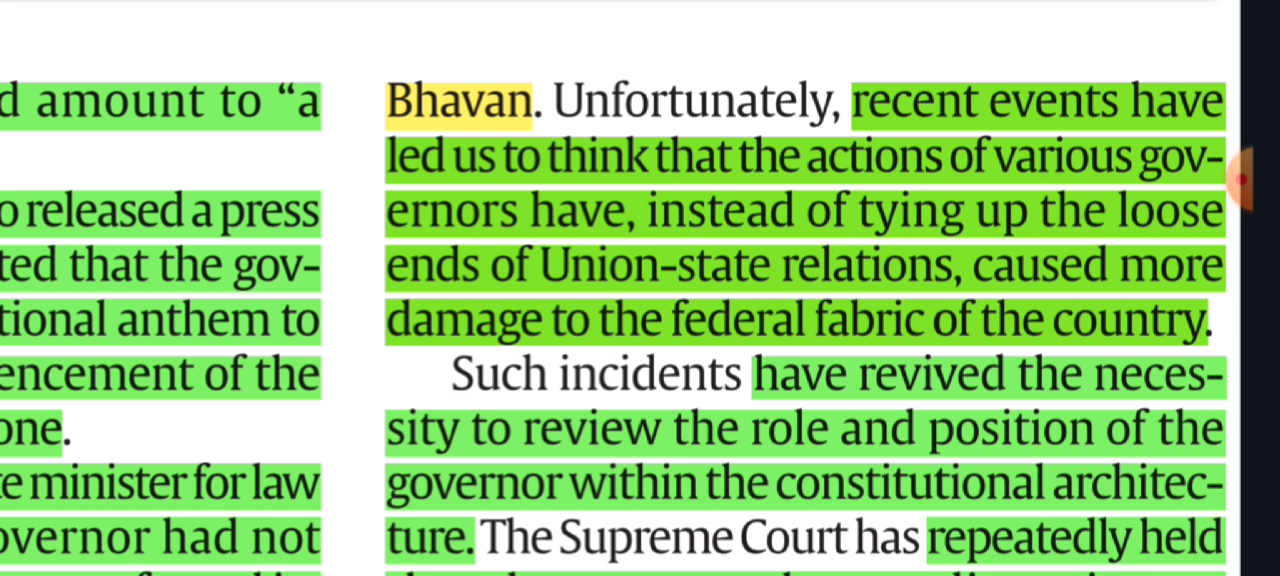 d amount to “a
o released a press
ted that the gov-
tional anthem to
encement of the
one.
e minister for law
overnor had not
Bhavan. Unfortunately, recent events have
led us to think that the actions of various gov-
ernors have, instead of tying up the loose
ends of Union-state relations, caused more
damage to the federal fabric of the country.
Such incidents have revived the neces-
sity to review the role and position of the
governor within the constitutional architec-
ture. The Supreme Court has repeatedly held